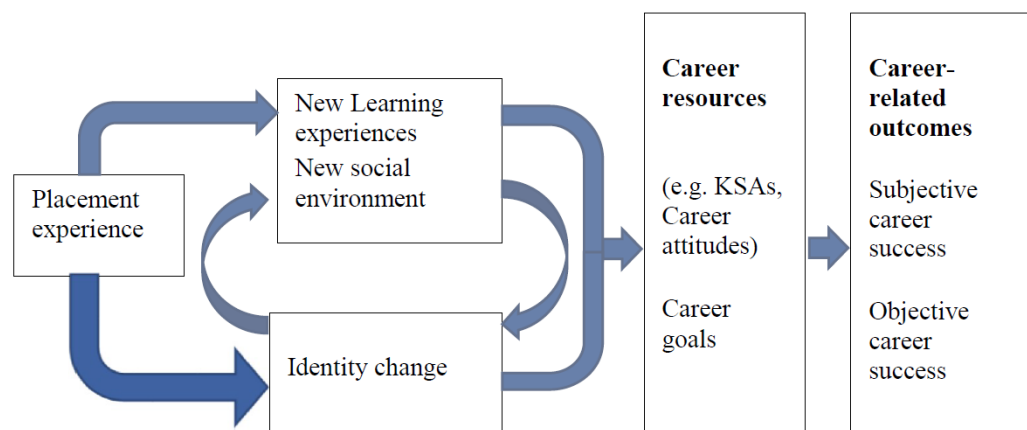 Placement
experience
New Learning
experiences
New social
environment
Identity change
Career
resources
(e.g. KSAs,
Career
attitudes)
Career
goals
Career-
related
outcomes
Subjective
career
success
Objective
career
success